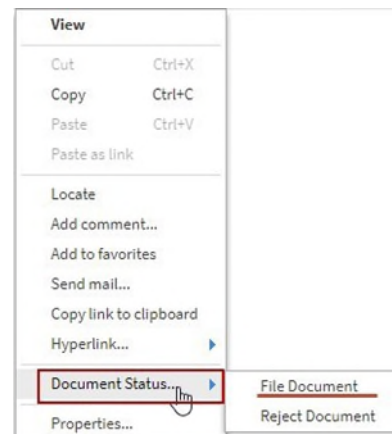 View
Cut Ctrl+X
Copy Ctrl+C
Paste Ctrl+V
Paste as link
Locate
Add comment...
Add to favorites
Send mail...
Copy link to clipboard
Hyperlink...
Document Status...
File Document
Reject Document
Properties...